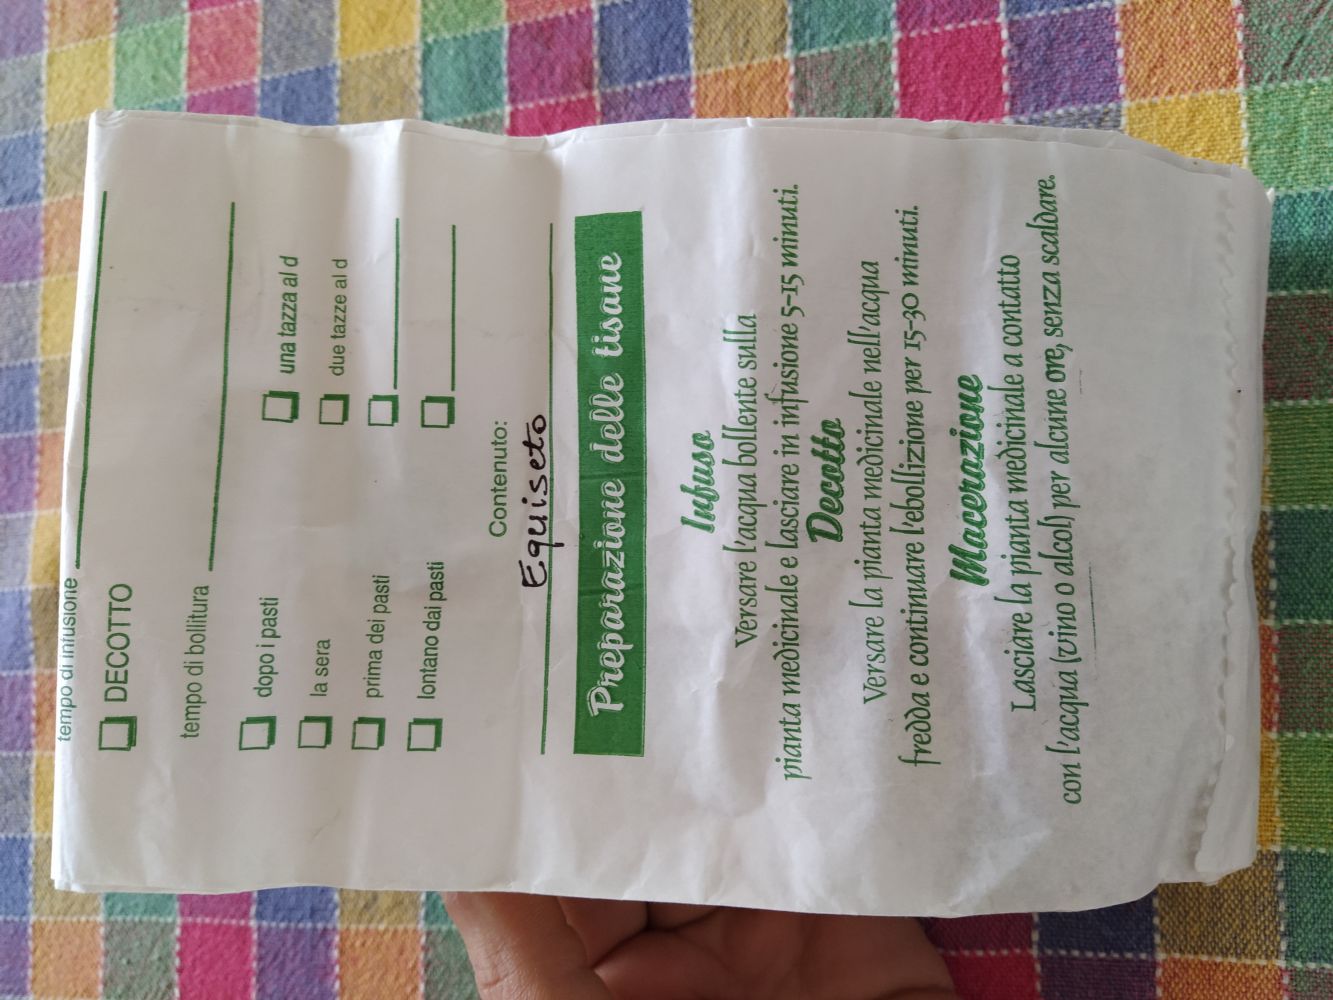 tempo di infusione
DECOTTO
tempo di bollitura
dopo i pasti
una tazza al d
la sera
due tazze al d
prima dei pasti
lontano dai pasti
Contenuto:
Equiseto
Preparazione delle tisane
Infuso
Versare l'acqua bollente sulla
pianta medicinale e lasciare in infusione 5-15 minuti.
Decotto
Versare la pianta medicinale nell'acqua
fredda e continuare l'ebollizione per 15-30 minuti.
Macerazione
Lasciare la pianta medicinale a contatto
con l'acqua (vino o alcol) per alcune ore, senza scaldare.